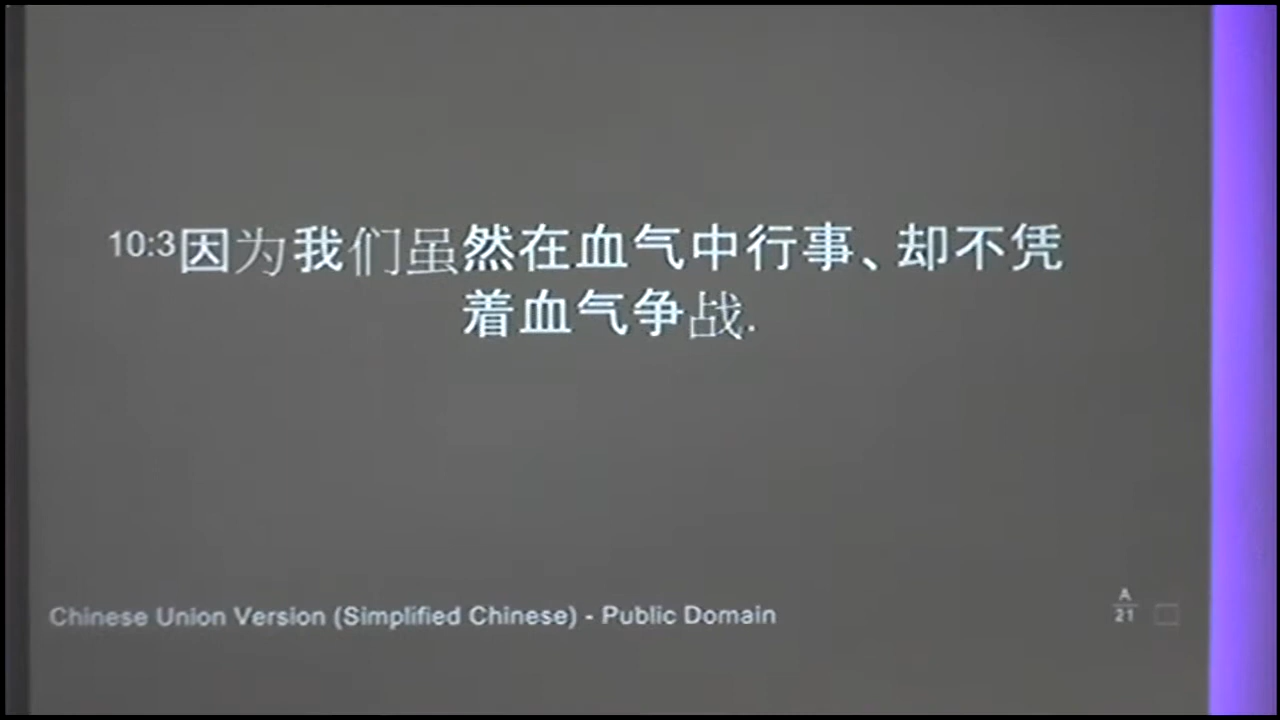 10:3因为我们虽然在血气中行事、却不凭
着血气争战.
Chinese Union Version (Simplified Chinese) - Public Domain
A
21